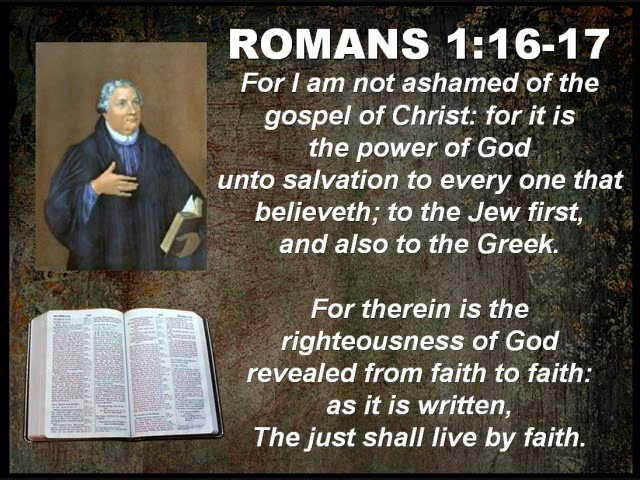 ROMANS 1:16-17
For I am not ashamed of the
gospel of Christ: for it is
the power of God
unto salvation to every one that
believeth; to the Jew first,
and also to the Greek.
For therein is the
righteousness of God
revealed from faith to faith:
as it is written,
The just shall live by faith.